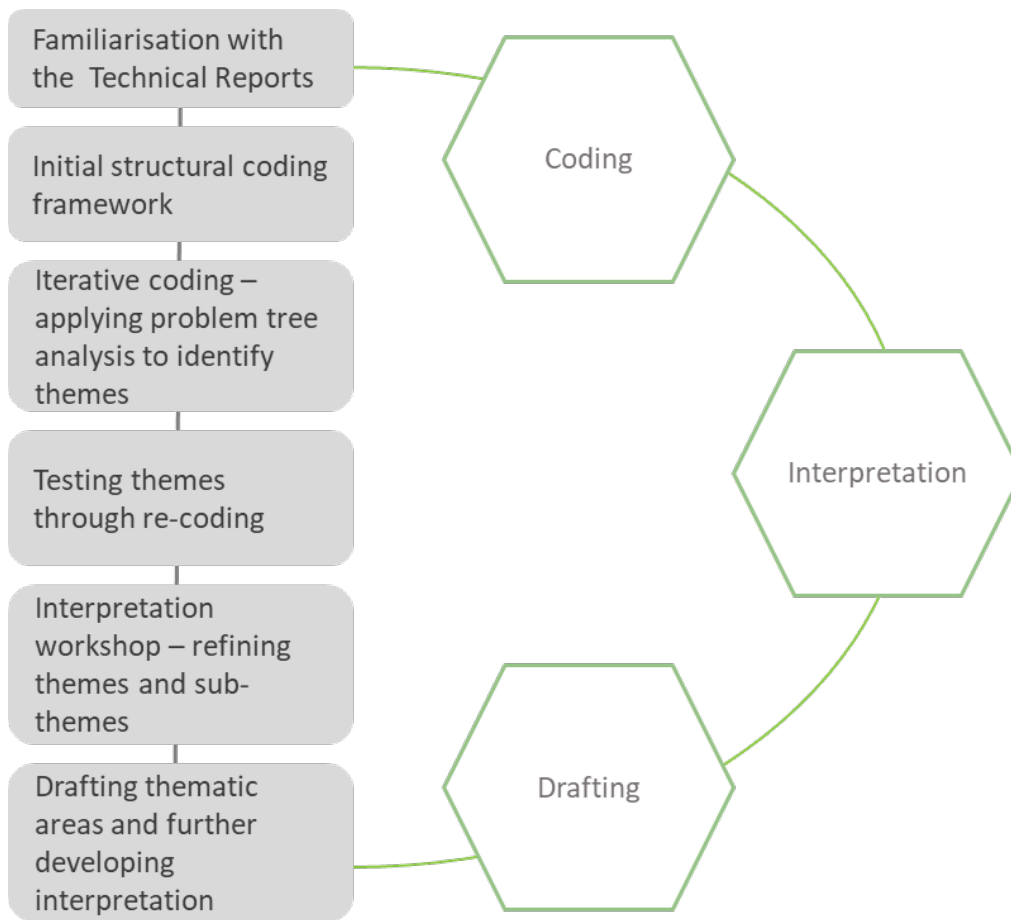 Familiarisation with
the Technical Reports
Initial structural coding
framework
Iterative coding –
applying problem tree
analysis to identify
themes
Testing themes
through re-coding
Interpretation
workshop – refining
themes and sub-
themes
Drafting thematic
areas and further
developing
interpretation
Coding
Interpretation
Drafting